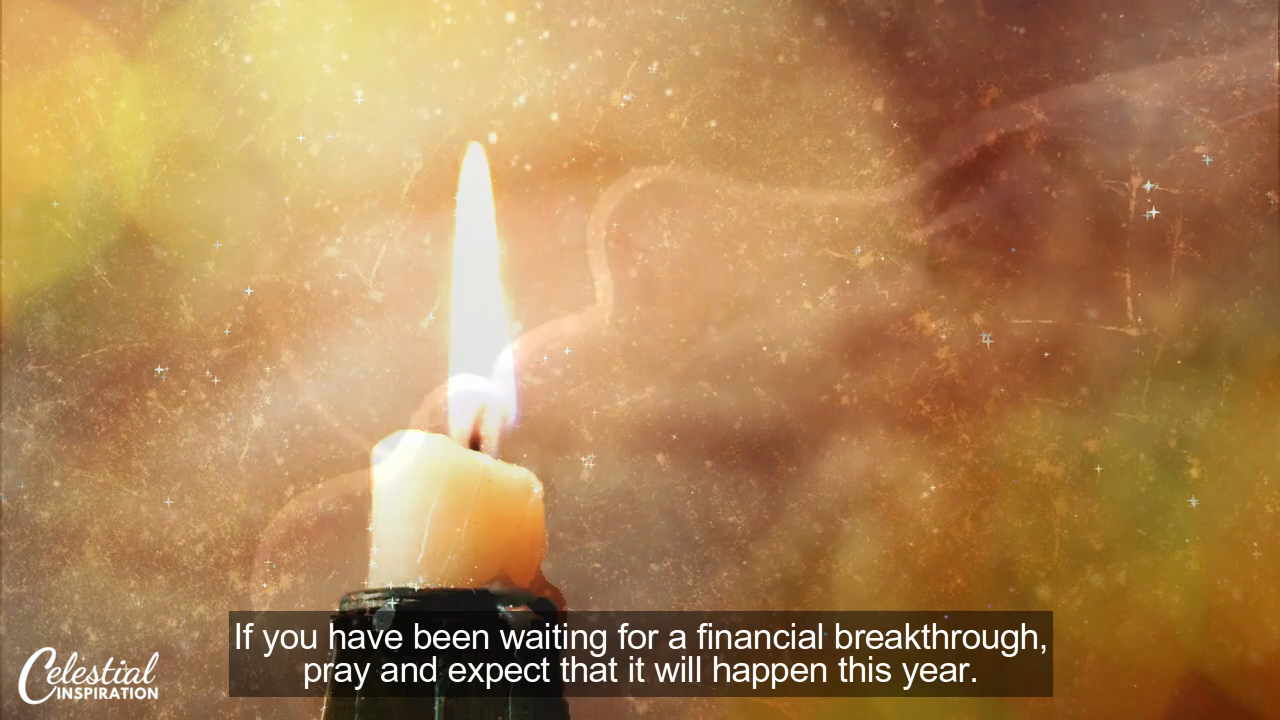 If you have been waiting for a financial breakthrough,
pray and expect that it will happen this year.
Celestial
INSPIRATION